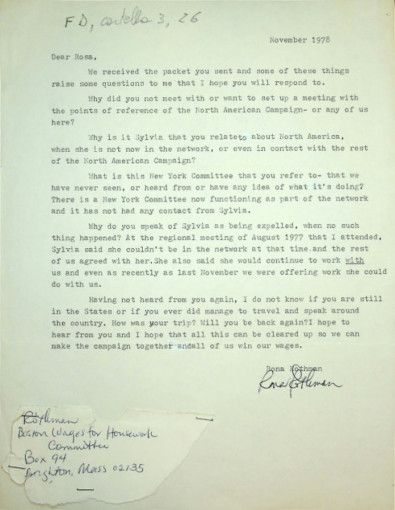 FD, cartella 3, 26
November 1978
Dear Rosa,
We received the packet you sent and some of these things
raise some questions to me that I hope you will respond to.
Why did you not meet with or want to set up a meeting with
the points of reference of the North American Campaign- or any of us
here?
Why is it Sylvia that you relate to about North America,
when she is not now in the network, or even in contact with the rest
of the North American Campaign?
What is this New York Committee that you refer to- that we
have never seen, or heard from or have any idea of what it's doing?
There is a New York Committee now functioning as part of the network
and it has not had any contact from Sylvia.
Why do you speak of Sylvia as being expelled, when no such
thing happened? At the regional meeting of August 1977 that I attended,
Sylvia said she couldn't be in the network at that time.and the rest
of us agreed with her.She also said she would continue to work with
us and even as recently as last November we were offering work she could
do with us.
Having not heard from you again, I do not know if you are still
in the States or if you ever did manage to travel and speak around
the country. How was your trip? Will you be back again?I hope to
hear from you and I hope that all this can be cleared up so we can
make the campaign together andall of us win our wages.
Rona Rothman
Rona Rothman
Rothman
Boston Wages for Housework
Committee
Box 94
Brighton, Mass 02135